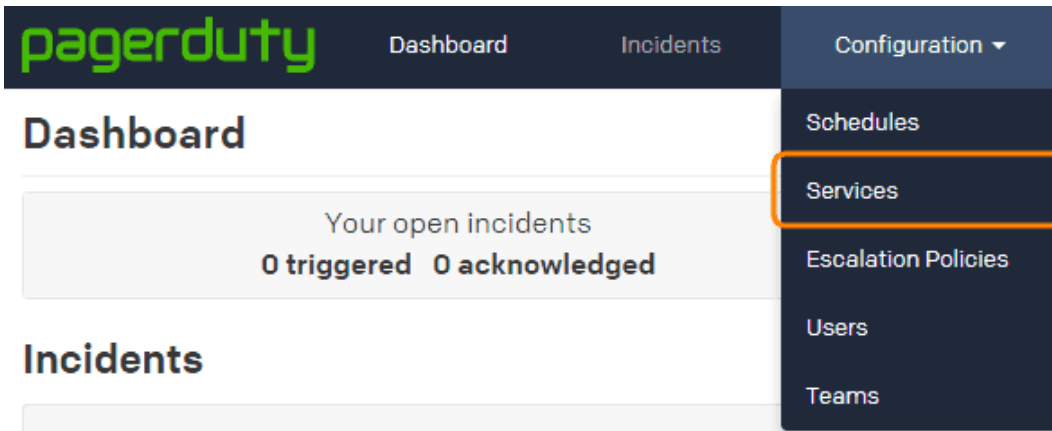 pagerduty Dashboard Incidents Configuration
Dashboard
Your open incidents
0 triggered 0 acknowledged
Incidents
Schedules
Services
Escalation Policies
Users
Teams